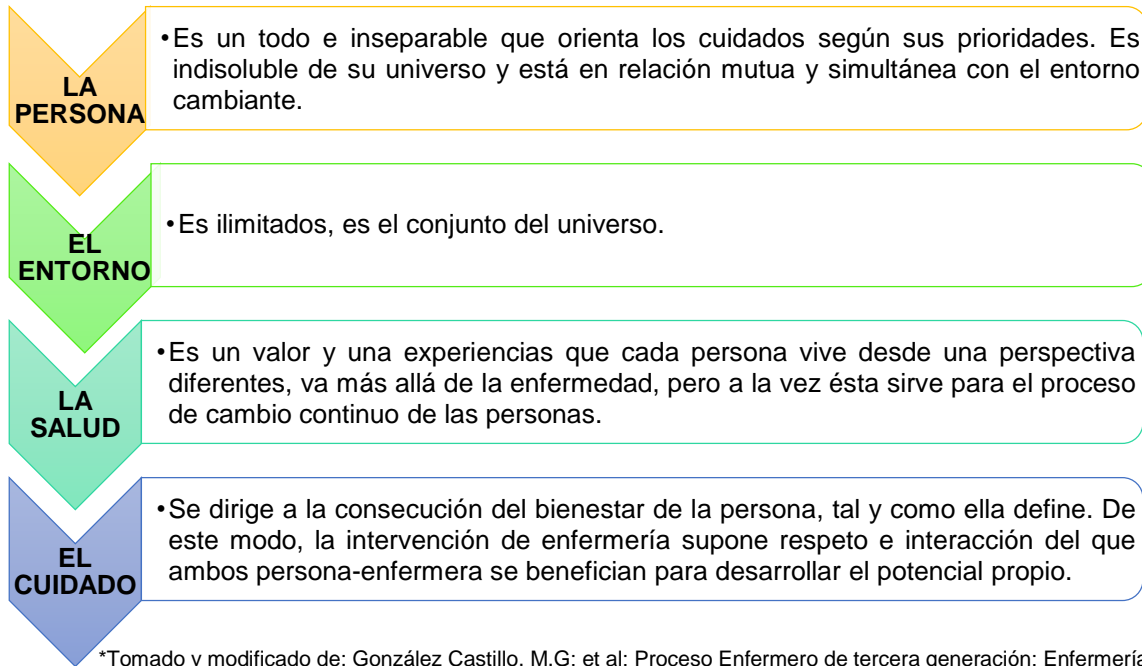 LA
PERSONA
•Es un todo e inseparable que orienta los cuidados según sus prioridades. Es
indisoluble de su universo y está en relación mutua y simultánea con el entorno
cambiante.
EL
ENTORNO
•Es ilimitados, es el conjunto del universo.
LA
SALUD
•Es un valor y una experiencias que cada persona vive desde una perspectiva
diferentes, va más allá de la enfermedad, pero a la vez ésta sirve para el proceso
de cambio continuo de las personas.
EL
CUIDADO
•Se dirige a la consecución del bienestar de la persona, tal y como ella define. De
este modo, la intervención de enfermería supone respeto e interacción del que
ambos persona-enfermera se benefician para desarrollar el potencial propio.
*Tomado y modificado de: González Castillo, M.G; et al; Proceso Enfermero de tercera generación; Enfermería